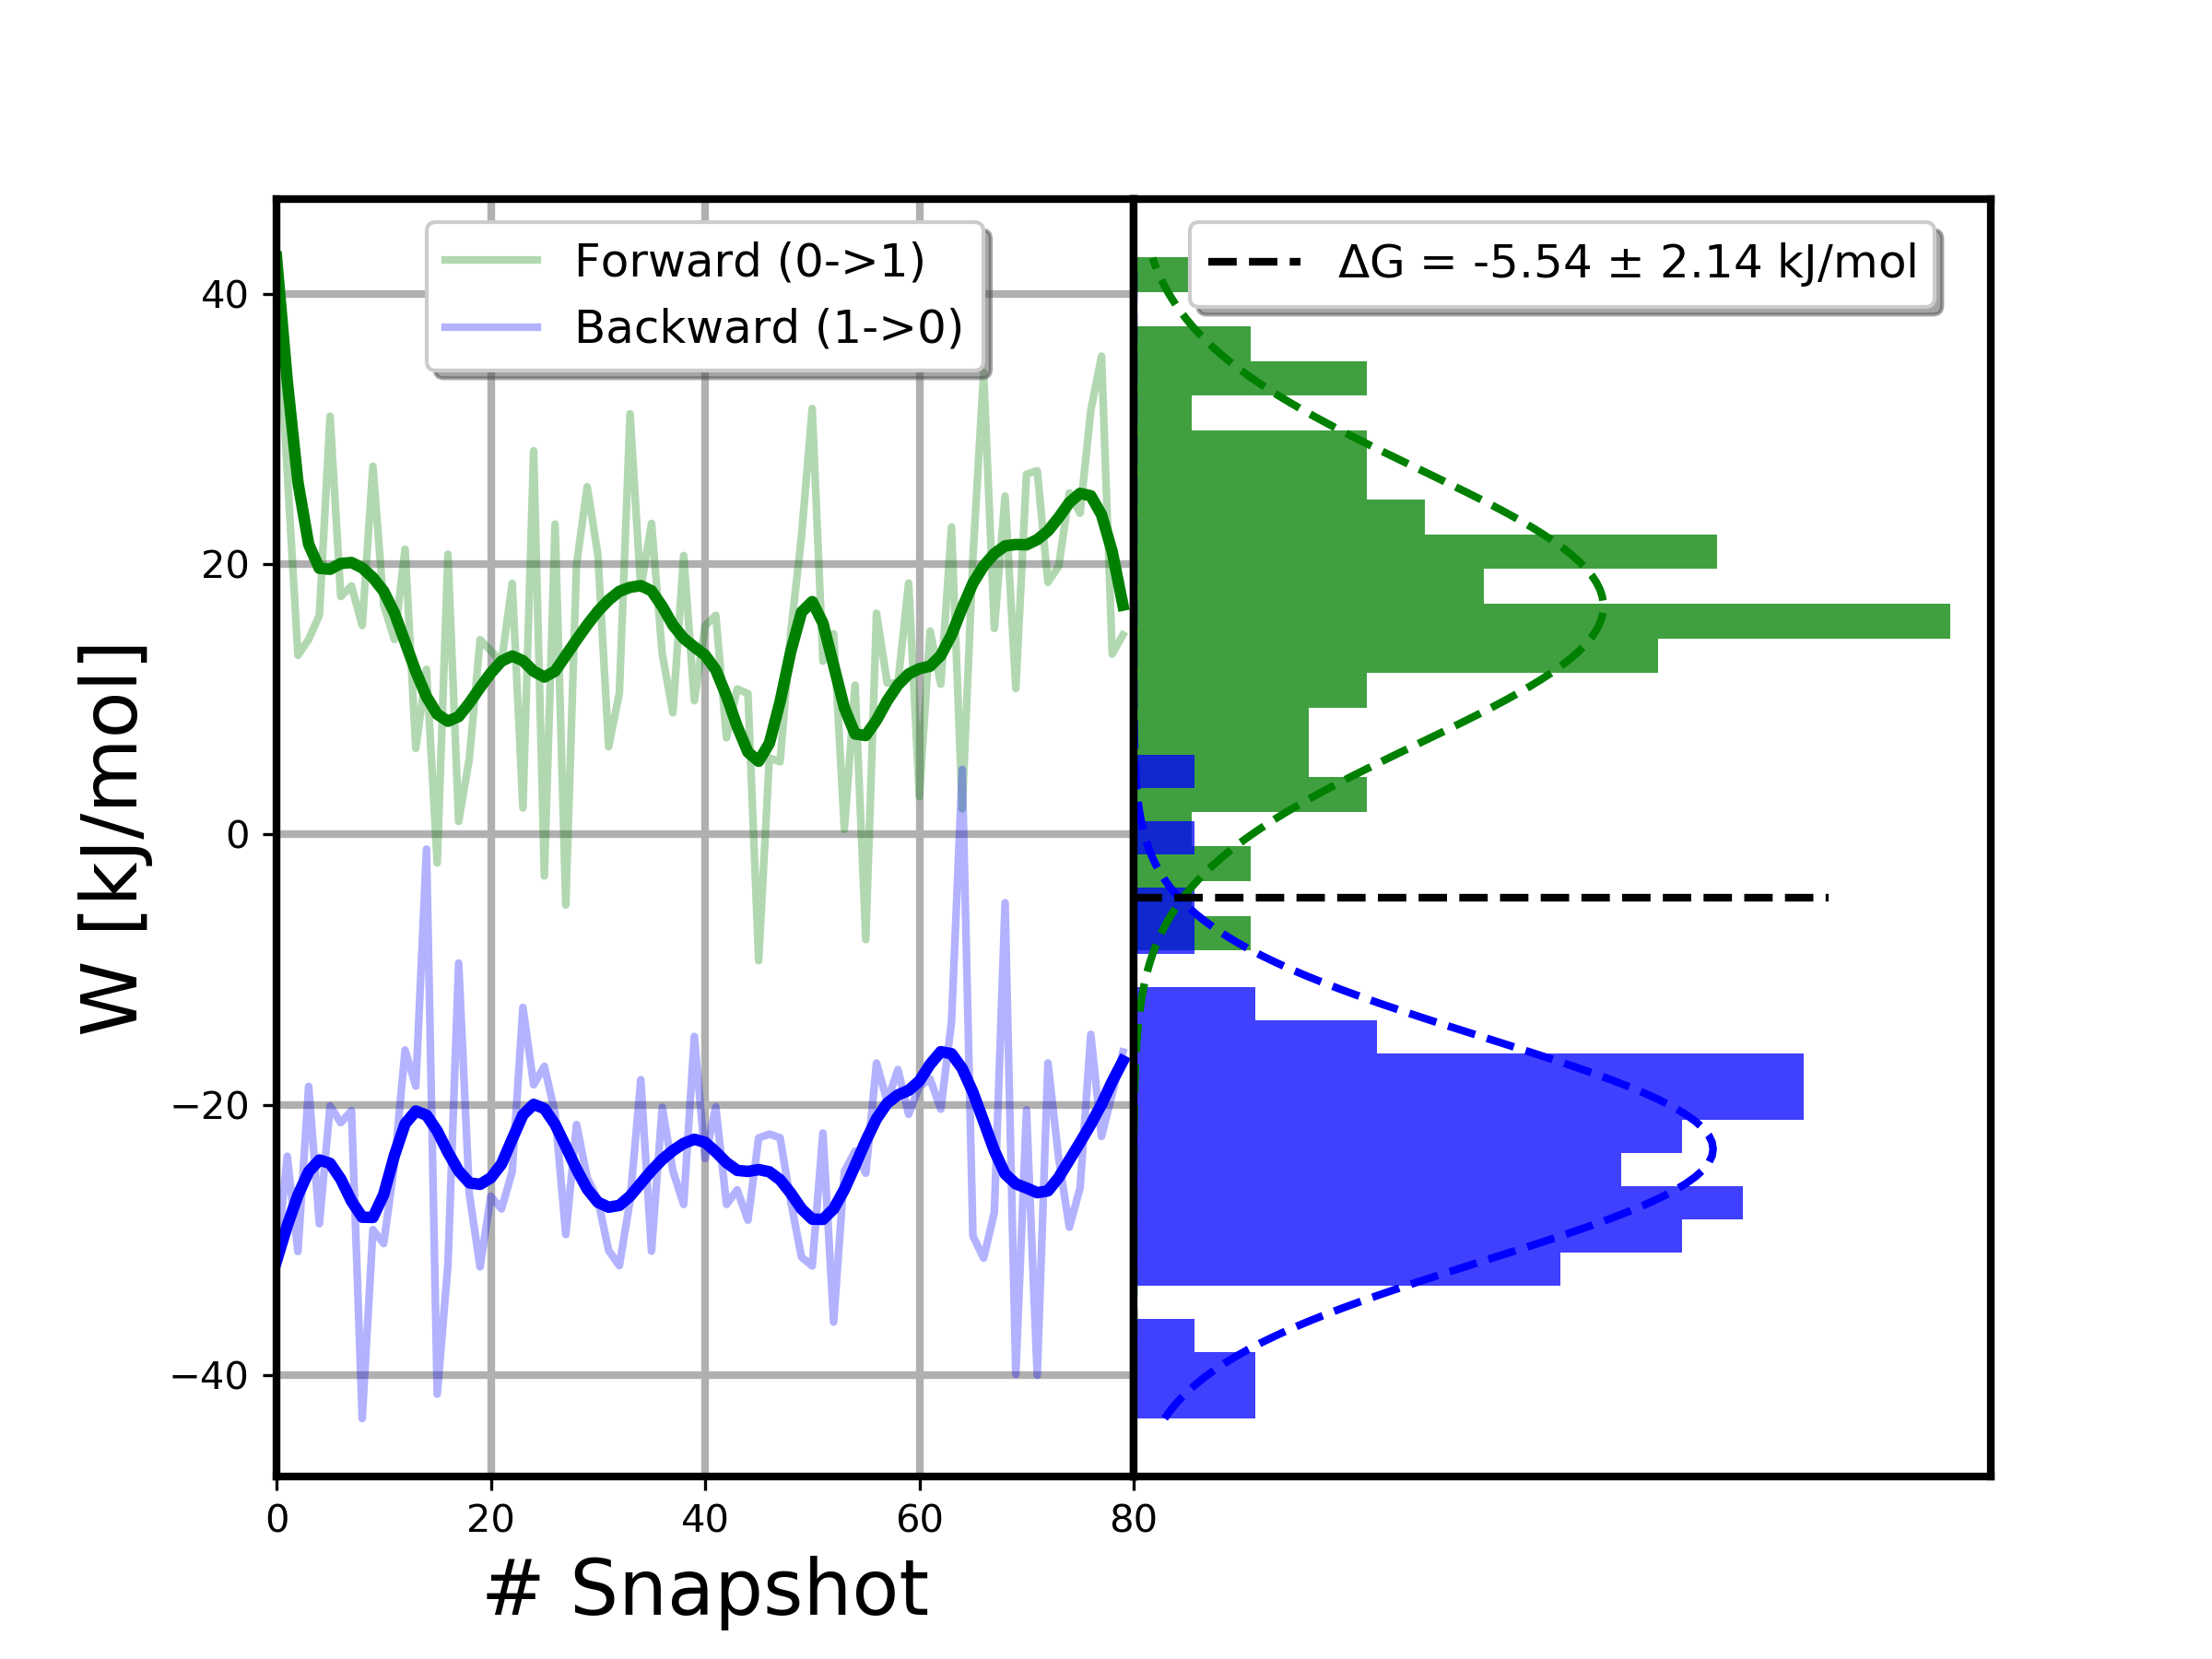 Forward (0->1)
Backward (1->0)
ΔG = -5.54 ± 2.14 kJ/mol
40
20
0
−20
−40
W [kJ/mol]
0 20 40 60 80
# Snapshot